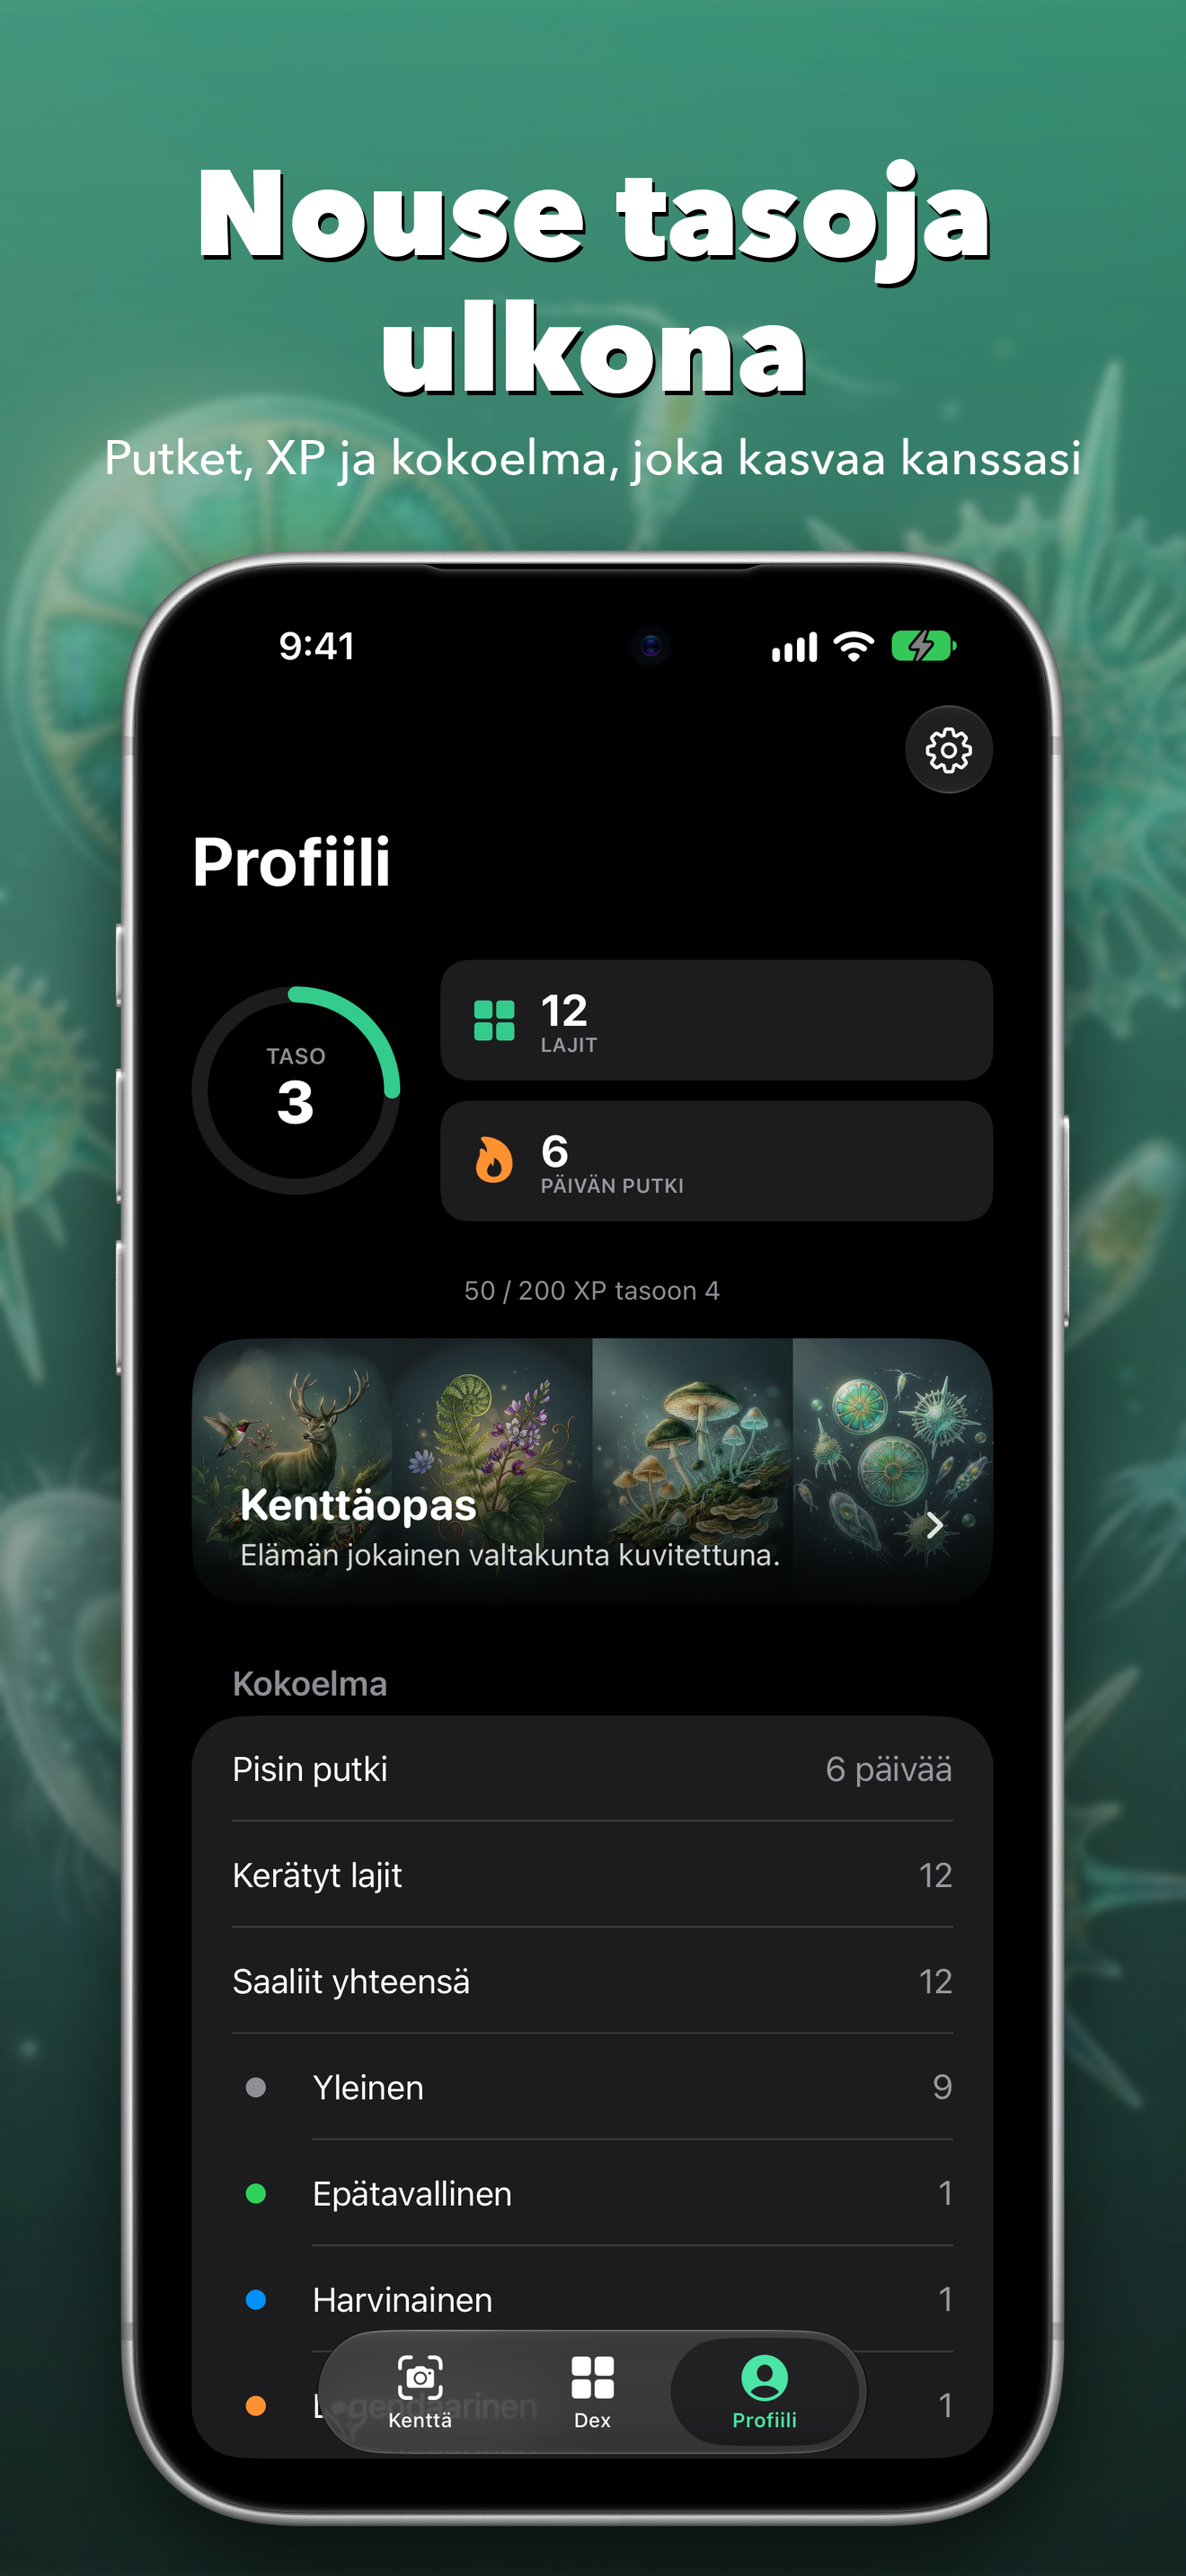 Nouse tasoja
ulkona
Putket, XP ja kokoelma, joka kasvaa kanssasi
9:41
Profiili
TASO
3
12
LAJIT
6
PÄIVÄN PUTKI
50 / 200 XP tasoon 4
Kenttäopas
Elämän jokainen valtakunta kuvitettuna.
Kokoelma
Pisin putki 6 päivää
Kerätyt lajit 12
Saaliit yhteensä 12
Yleinen 9
Epätavallinen 1
Harvinainen 1
Legendaarinen 1
Kenttä Dex Profiili